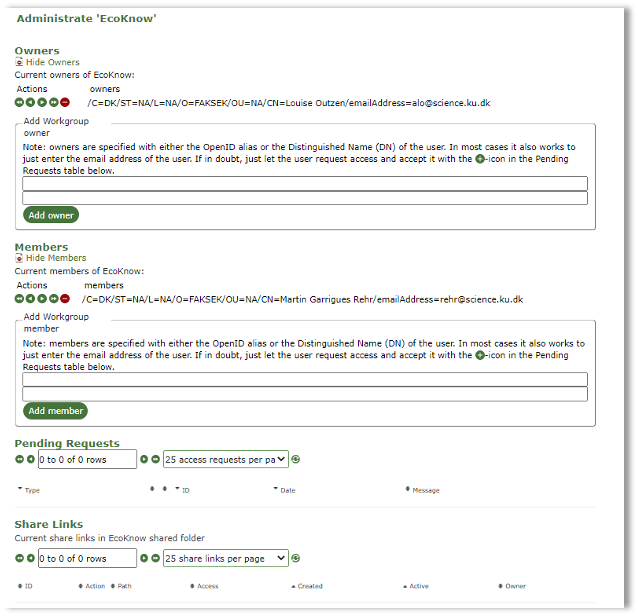 Administrate 'EcoKnow'
Owners
Hide Owners
Current owners of EcoKnow:
Actions owners
/C=DK/ST=NA/L=NA/O=FAKSEK/OU=NA/CN=Louise Outzen/emailAddress=alo@science.ku.dk
Add Workgroup
owner
Note: owners are specified with either the OpenID alias or the Distinguished Name (DN) of the user. In most cases it also works to
just enter the email address of the user. If in doubt, just let the user request access and accept it with the -icon in the Pending
Requests table below.
Add owner
Members
Hide Members
Current members of EcoKnow:
Actions members
/C=DK/ST=NA/L=NA/O=FAKSEK/OU=NA/CN=Martin Garrigues Rehr/emailAddress=rehr@science.ku.dk
Add Workgroup
member
Note: members are specified with either the OpenID alias or the Distinguished Name (DN) of the user. In most cases it also works to
just enter the email address of the user. If in doubt, just let the user request access and accept it with the -icon in the Pending
Requests table below.
Add member
Pending Requests
0 to 0 of 0 rows 25 access requests per pa
Type ID Date Message
Share Links
Current share links in EcoKnow shared folder
0 to 0 of 0 rows 25 share links per page
ID Action Path Access Created Active Owner